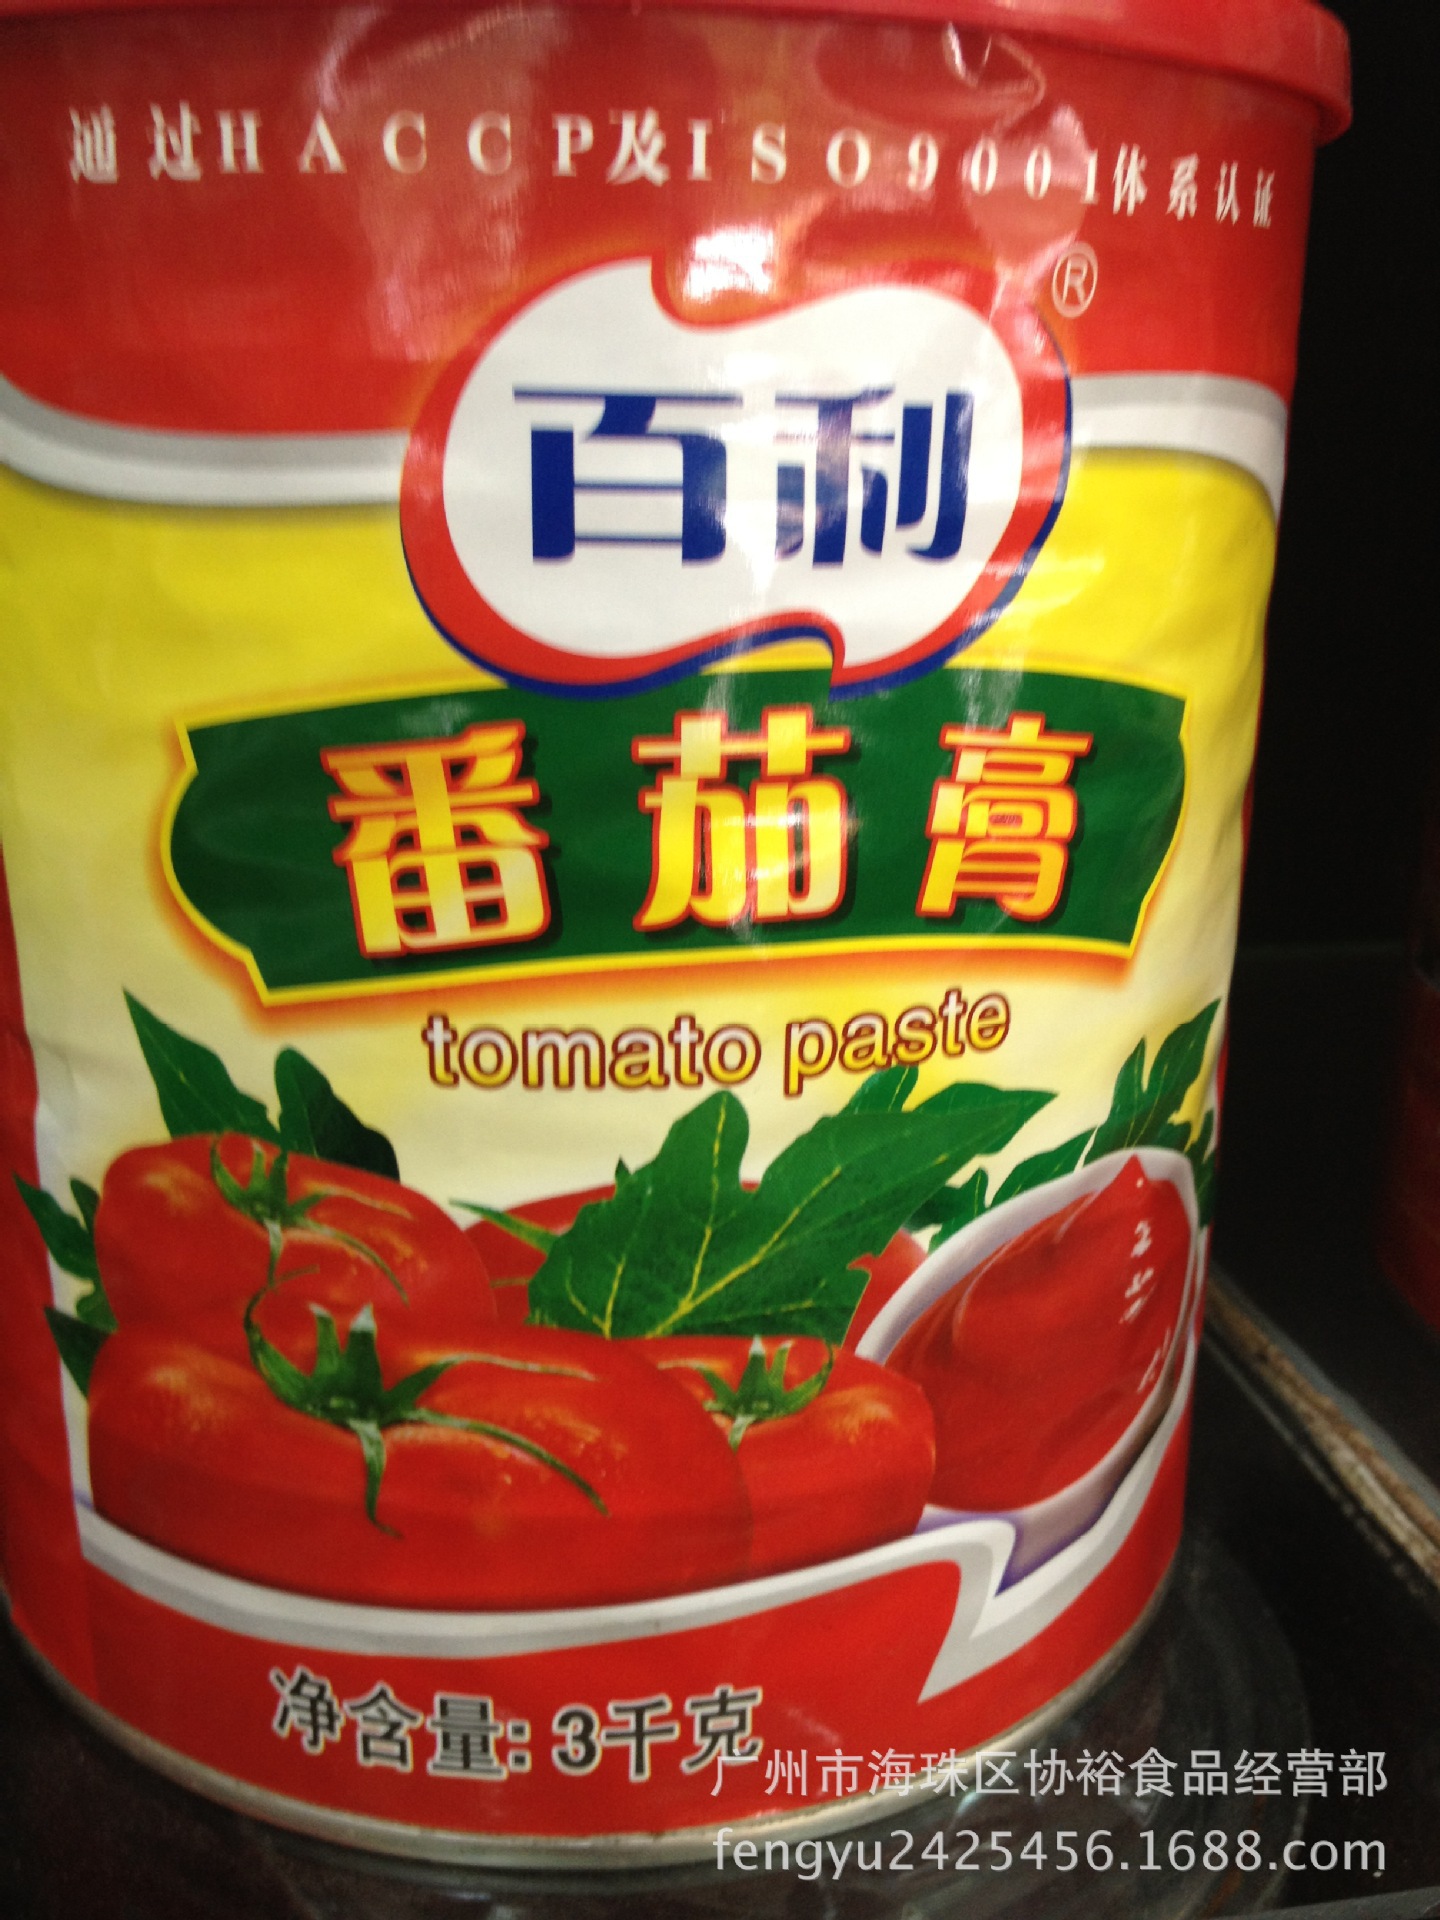 通过HACCP及ISO9001体系认证
®
百利
番茄膏
tomato paste
净含量:3千克
广州市海珠区协裕食品经营部
fengyu2425456.1688.com